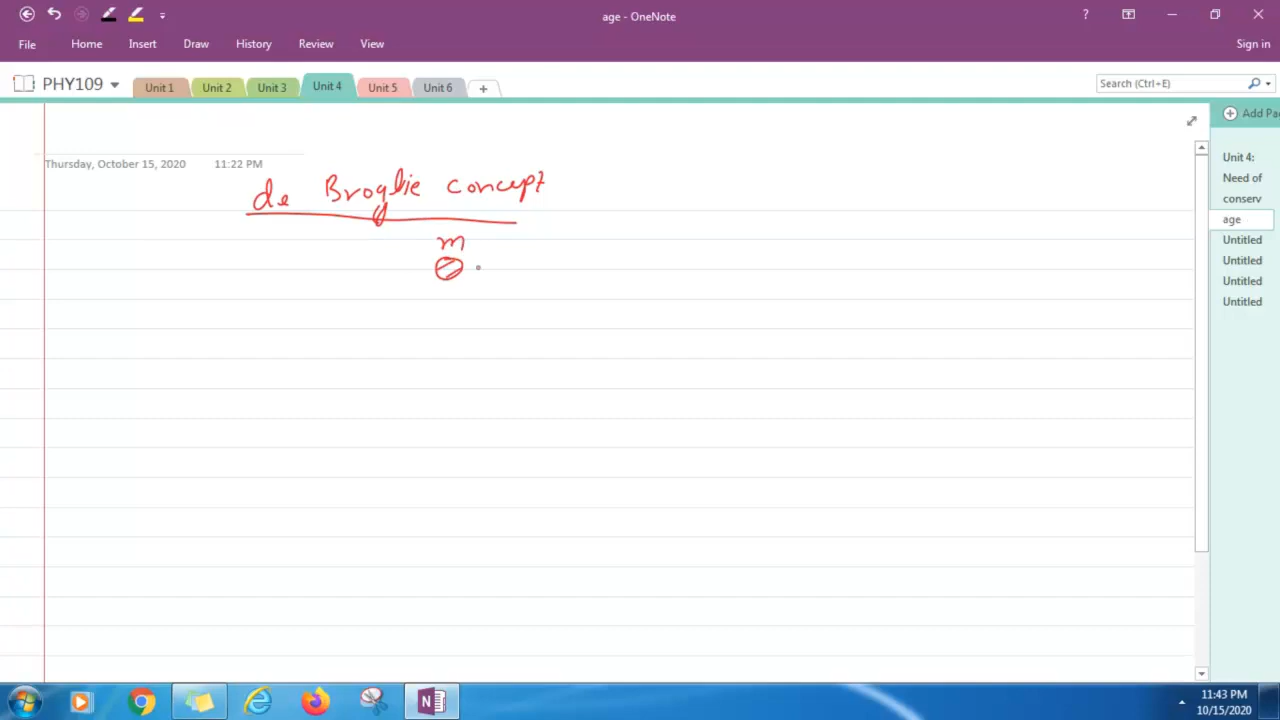 age - OneNote
?
File Home Insert Draw History Review View Sign in
PHY109 Unit 1 Unit 2 Unit 3 Unit 4 Unit 5 Unit 6 + Search (Ctrl+E)
Add Pa
Thursday, October 15, 2020 11:22 PM
de Broglie concept
m
Unit 4:
Need of
conserv
age
Untitled
Untitled
Untitled
Untitled
N
11:43 PM
10/15/2020